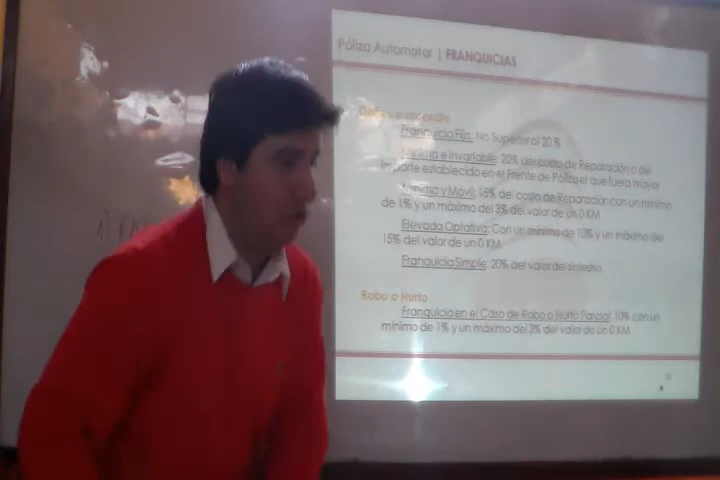 Póliza Automotor | FRANQUICIAS
Franquicia Fija: No Superior al 20 %
Mínima e Invariable: 20% del costo de Reparación o del
importe establecido en el Frente de Póliza el que fuera mayor
Mínima y Móvil: 15% del costo de Reparación con un mínimo
de 1% y un máximo del 3% del valor de un 0 KM
Elevada Optativa: Con un mínimo de 10% y un máximo del
15% del valor de un 0 KM
Franquicia Simple: 20% del valor del siniestro
Robo o Hurto
Franquicia en el Caso de Robo o Hurto Parcial: 10% con un
mínimo de 1% y un máximo del 3% del valor de un 0 KM